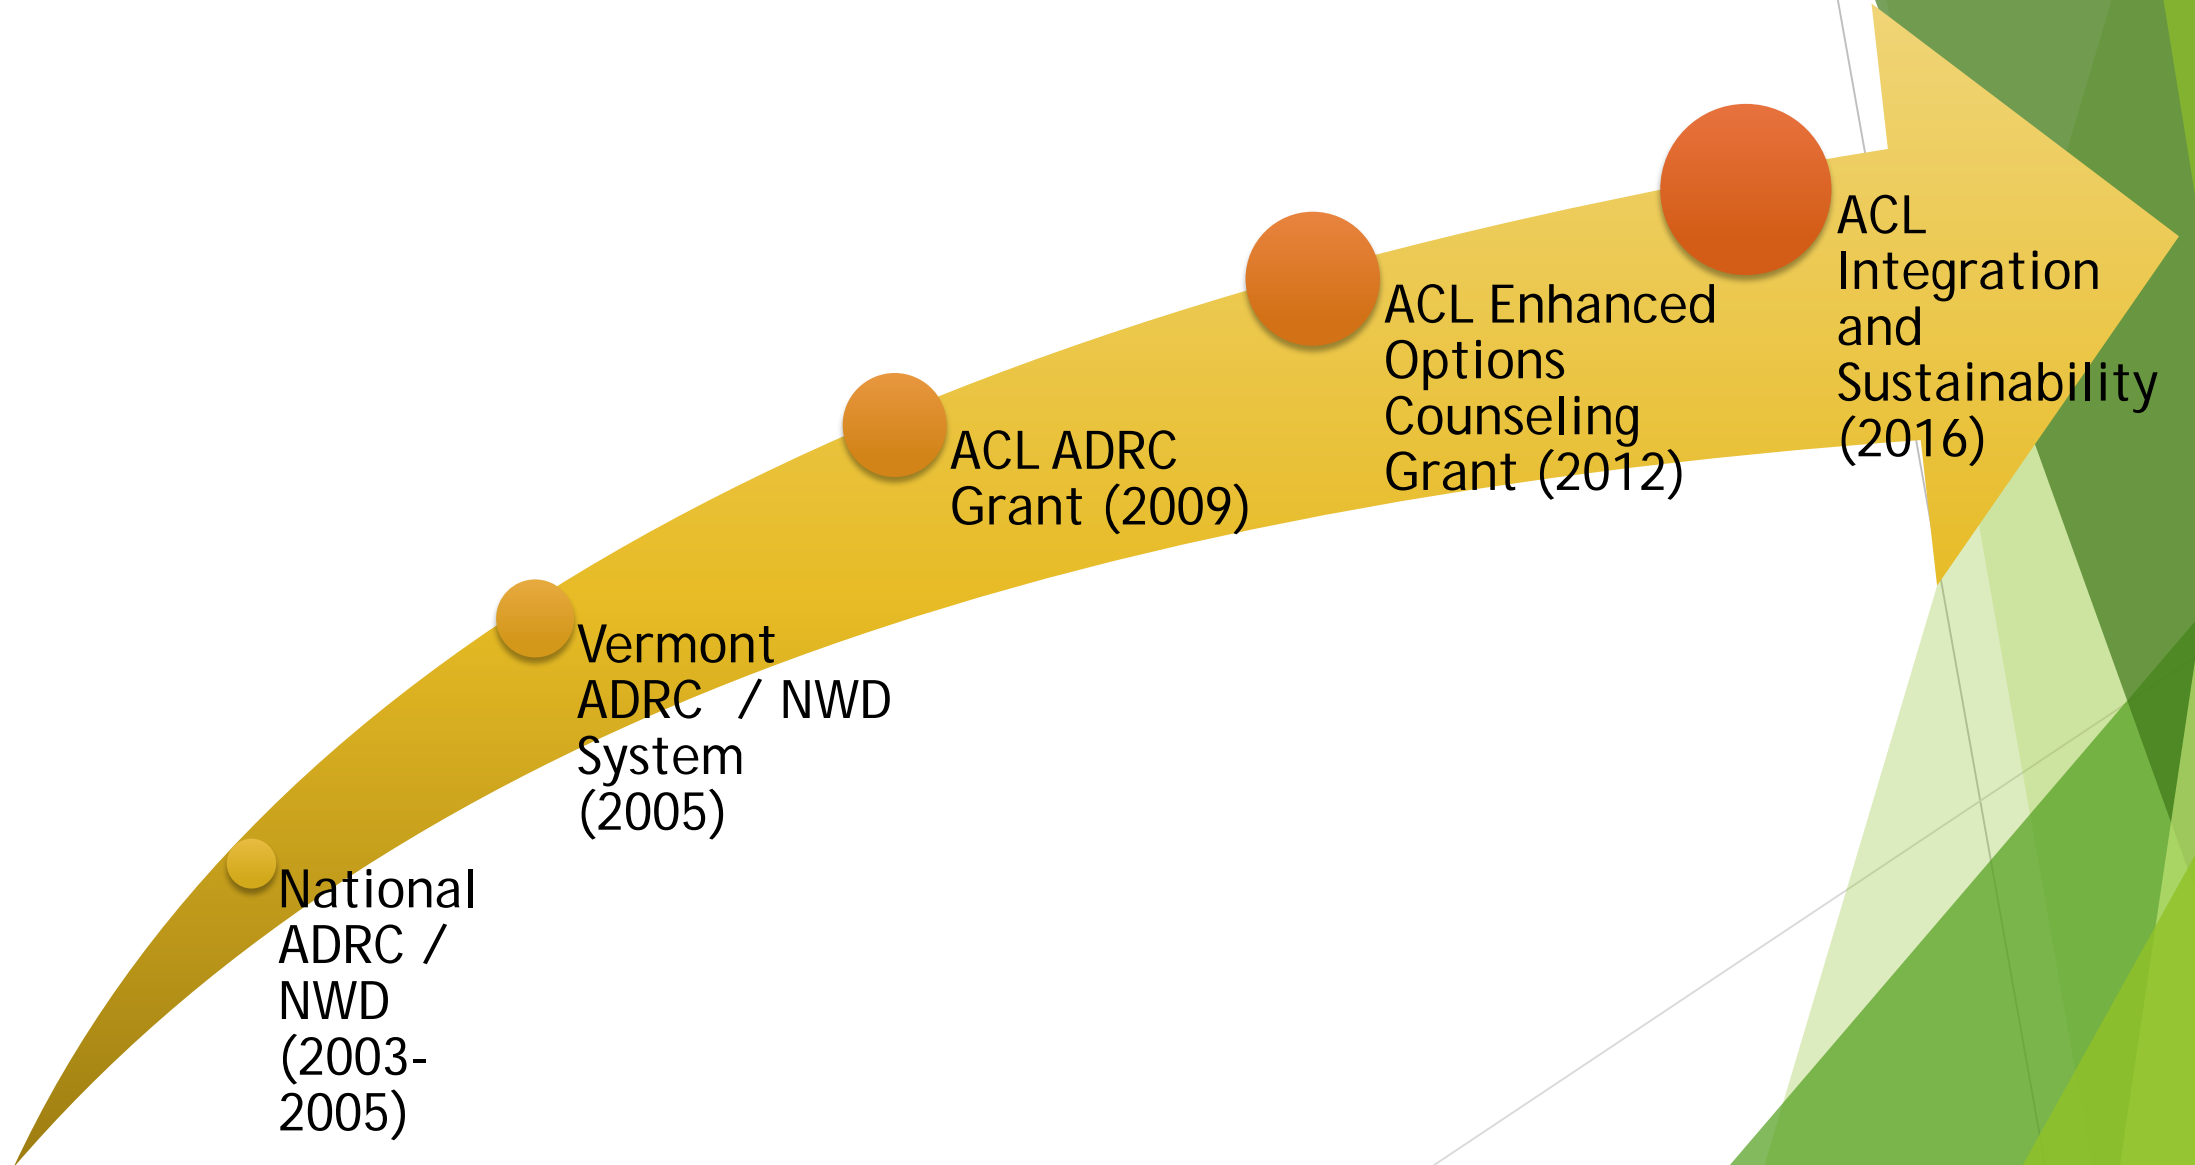 National
ADRC /
NWD
(2003-
2005)
Vermont
ADRC / NWD
System
(2005)
ACL ADRC
Grant (2009)
ACL Enhanced
Options
Counseling
Grant (2012)
ACL
Integration
and
Sustainability
(2016)